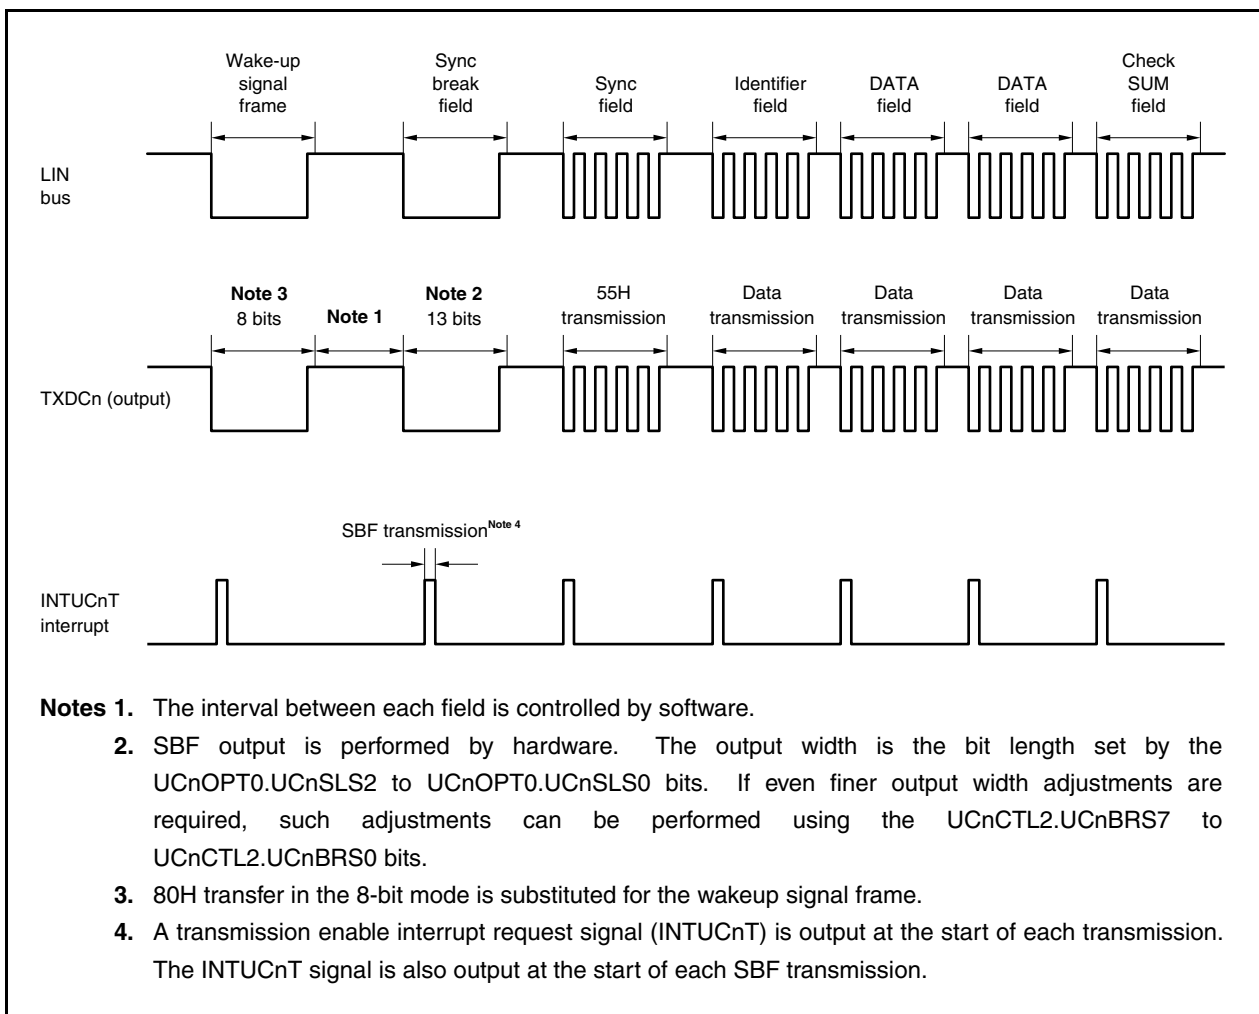 Wake-up
signal
frame
Sync
break
field
Sync
field
Identifier
field
DATA
field
DATA
field
Check
SUM
field
LIN
bus
Note 3
8 bits
Note 1
Note 2
13 bits
55H
transmission
Data
transmission
Data
transmission
Data
transmission
Data
transmission
TXDCn (output)
SBF transmission Note 4
INTUCnT
interrupt
Notes 1. The interval between each field is controlled by software.
2. SBF output is performed by hardware. The output width is the bit length set by the
UCnOPT0.UCnSLS2 to UCnOPT0.UCnSLS0 bits. If even finer output width adjustments are
required, such adjustments can be performed using the UCnCTL2.UCnBRS7 to
UCnCTL2.UCnBRS0 bits.
3. 80H transfer in the 8-bit mode is substituted for the wakeup signal frame.
4. A transmission enable interrupt request signal (INTUCnT) is output at the start of each transmission.
The INTUCnT signal is also output at the start of each SBF transmission.